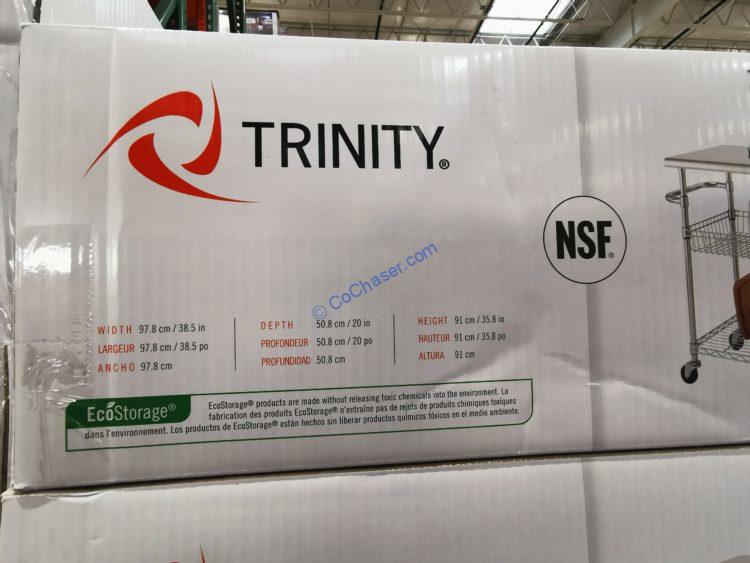 TRINITY®
NSF®
© CoChaser.com
WIDTH 97.8 cm / 38.5 in
LARGEUR 97.8 cm / 38.5 po
ANCHO 97.8 cm
DEPTH 50.8 cm / 20 in
PROFONDEUR 50.8 cm / 20 po
PROFUNDIDAD 50.8 cm
HEIGHT 91 cm / 35.8 in
HAUTEUR 91 cm / 35.8 po
ALTURA 91 cm
EcoStorage®
EcoStorage® products are made without releasing toxic chemicals into the environment. La
fabrication des produits EcoStorage® n'entraîne pas de rejets de produits chimiques toxiques
dans l'environnement. Los productos de EcoStorage® están hechos sin liberar productos químicos tóxicos en el medio ambiente.